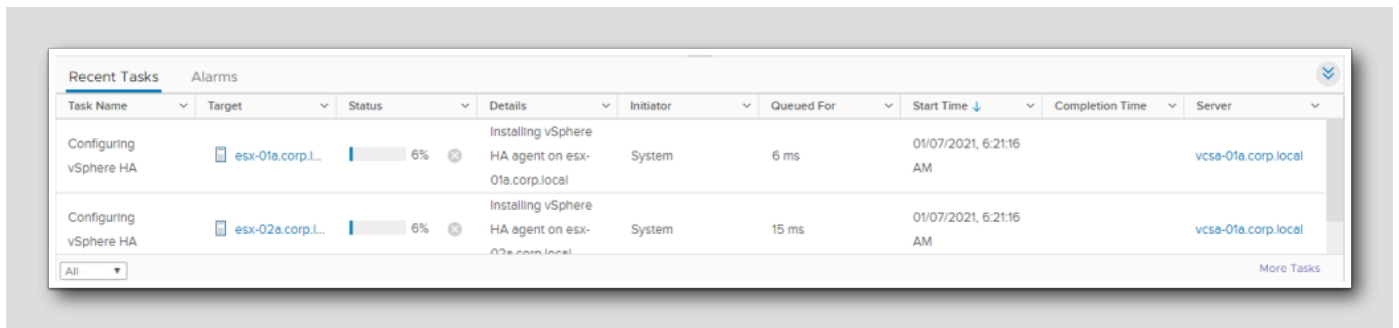 Recent Tasks Alarms
Task Name Target Status Details Initiator Queued For Start Time Completion Time Server
Configuring
vSphere HA
esx-01a.corp.l...
6%
Installing vSphere
HA agent on esx-
01a.corp.local
System
6 ms
01/07/2021, 6:21:16
AM
vcsa-01a.corp.local
Configuring
vSphere HA
esx-02a.corp.l...
6%
Installing vSphere
HA agent on esx-
02a.corp.local
System
15 ms
01/07/2021, 6:21:16
AM
vcsa-01a.corp.local
All
More Tasks